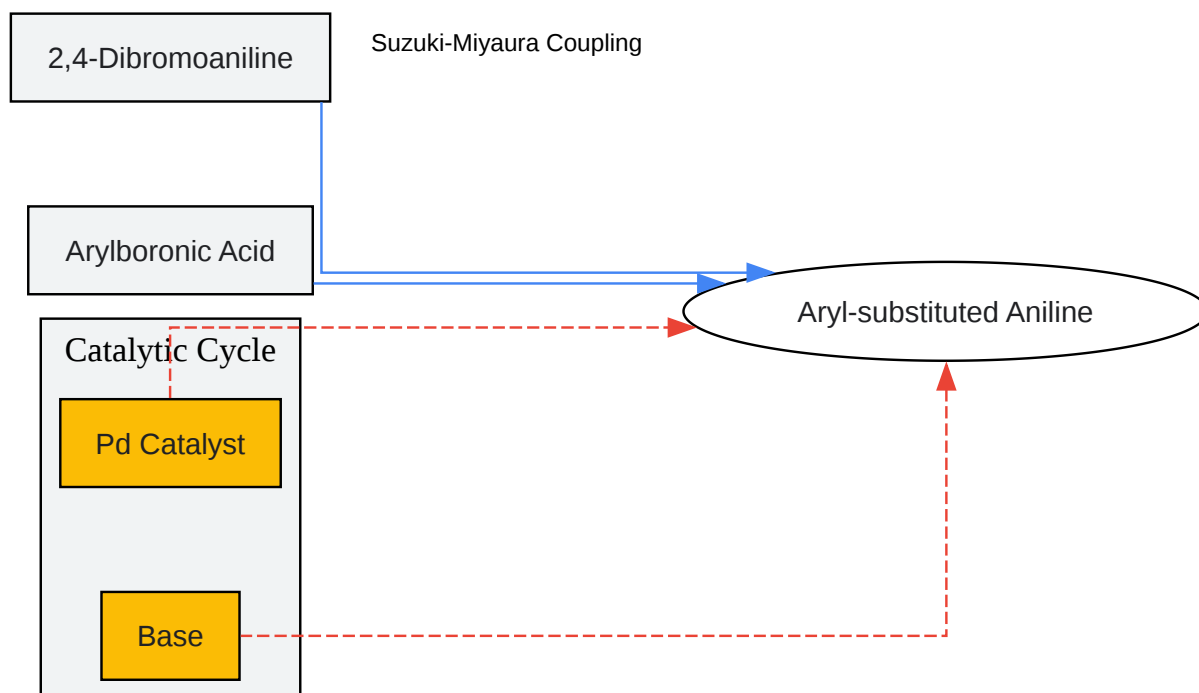 2,4-Dibromoaniline
Suzuki-Miyaura Coupling
Arylboronic Acid
Aryl-substituted Aniline
Catalytic Cycle
Pd Catalyst
Base